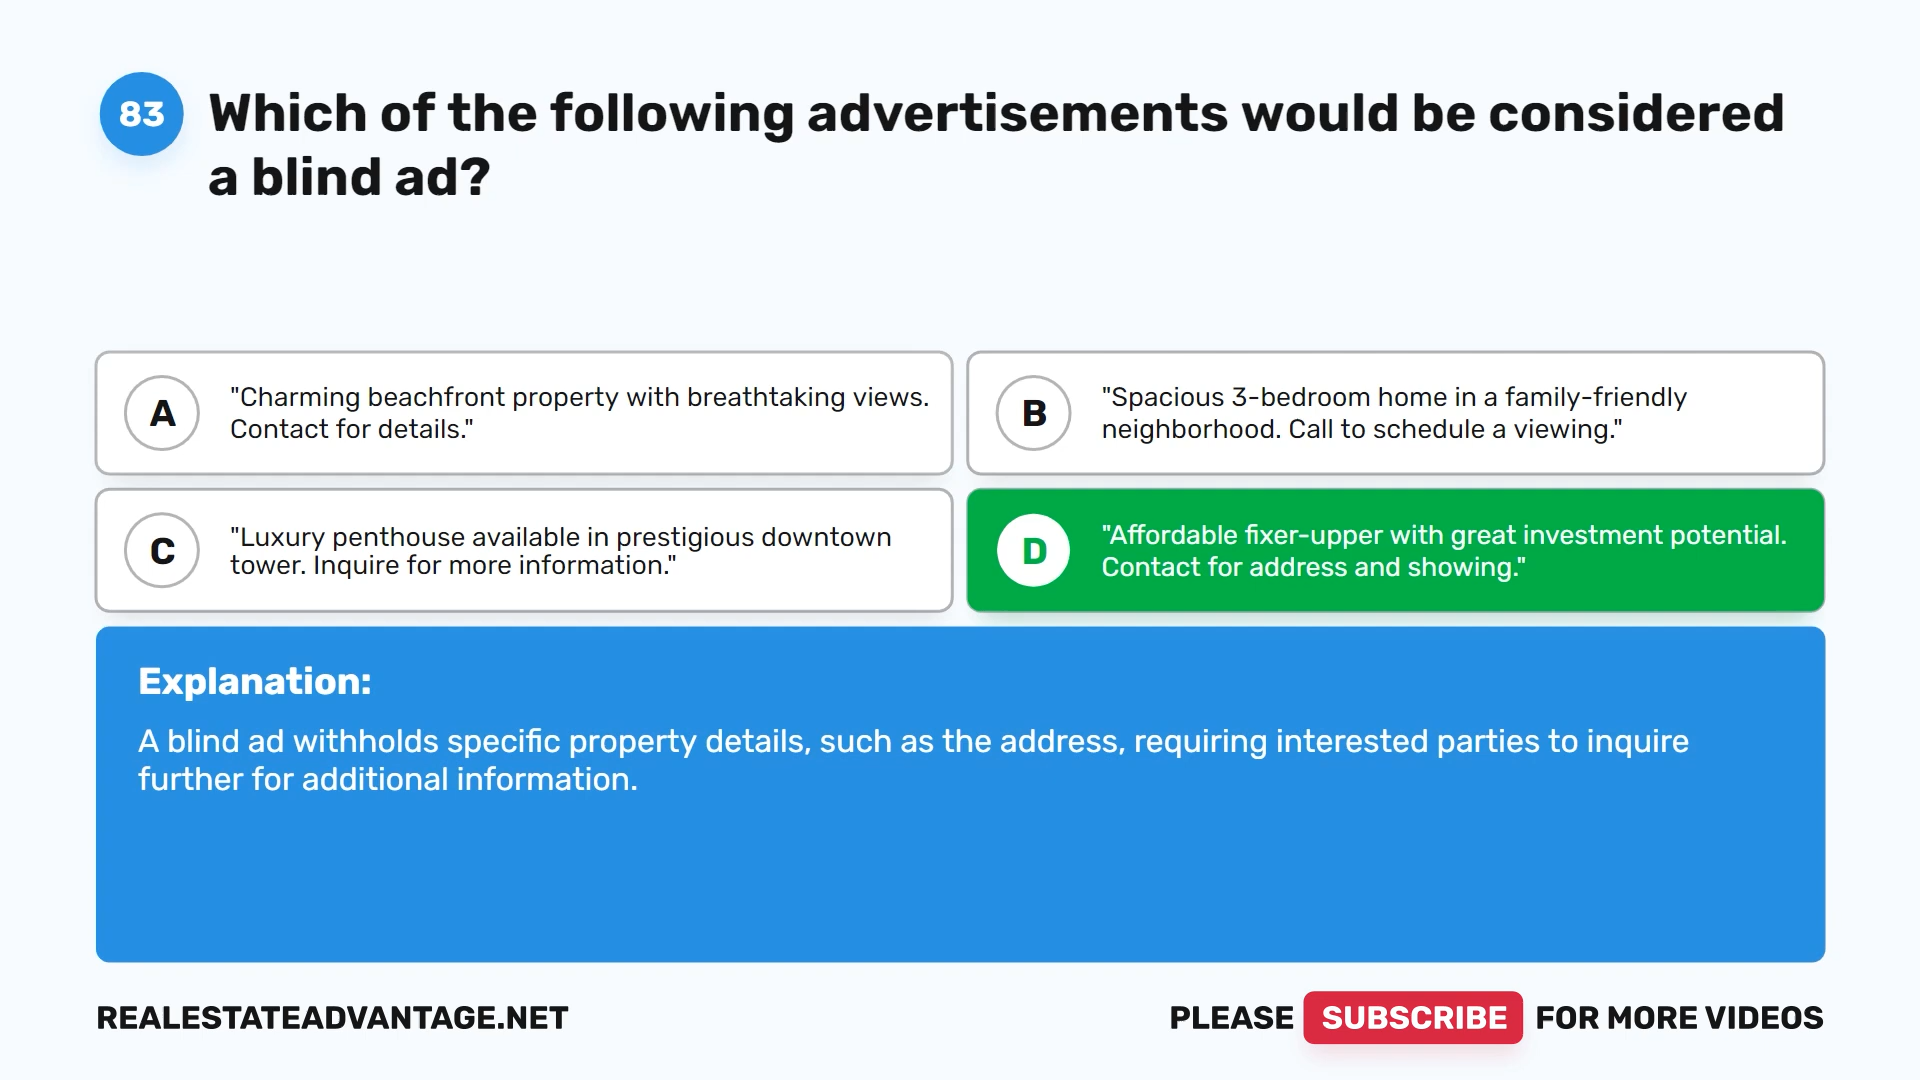 83
Which of the following advertisements would be considered
a blind ad?
A
"Charming beachfront property with breathtaking views.
Contact for details."
B
"Spacious 3-bedroom home in a family-friendly
neighborhood. Call to schedule a viewing."
C
"Luxury penthouse available in prestigious downtown
tower. Inquire for more information."
D
"Affordable fixer-upper with great investment potential.
Contact for address and showing."
Explanation:
A blind ad withholds specific property details, such as the address, requiring interested parties to inquire
further for additional information.
REALESTATEADVANTAGE.NET
PLEASE SUBSCRIBE FOR MORE VIDEOS